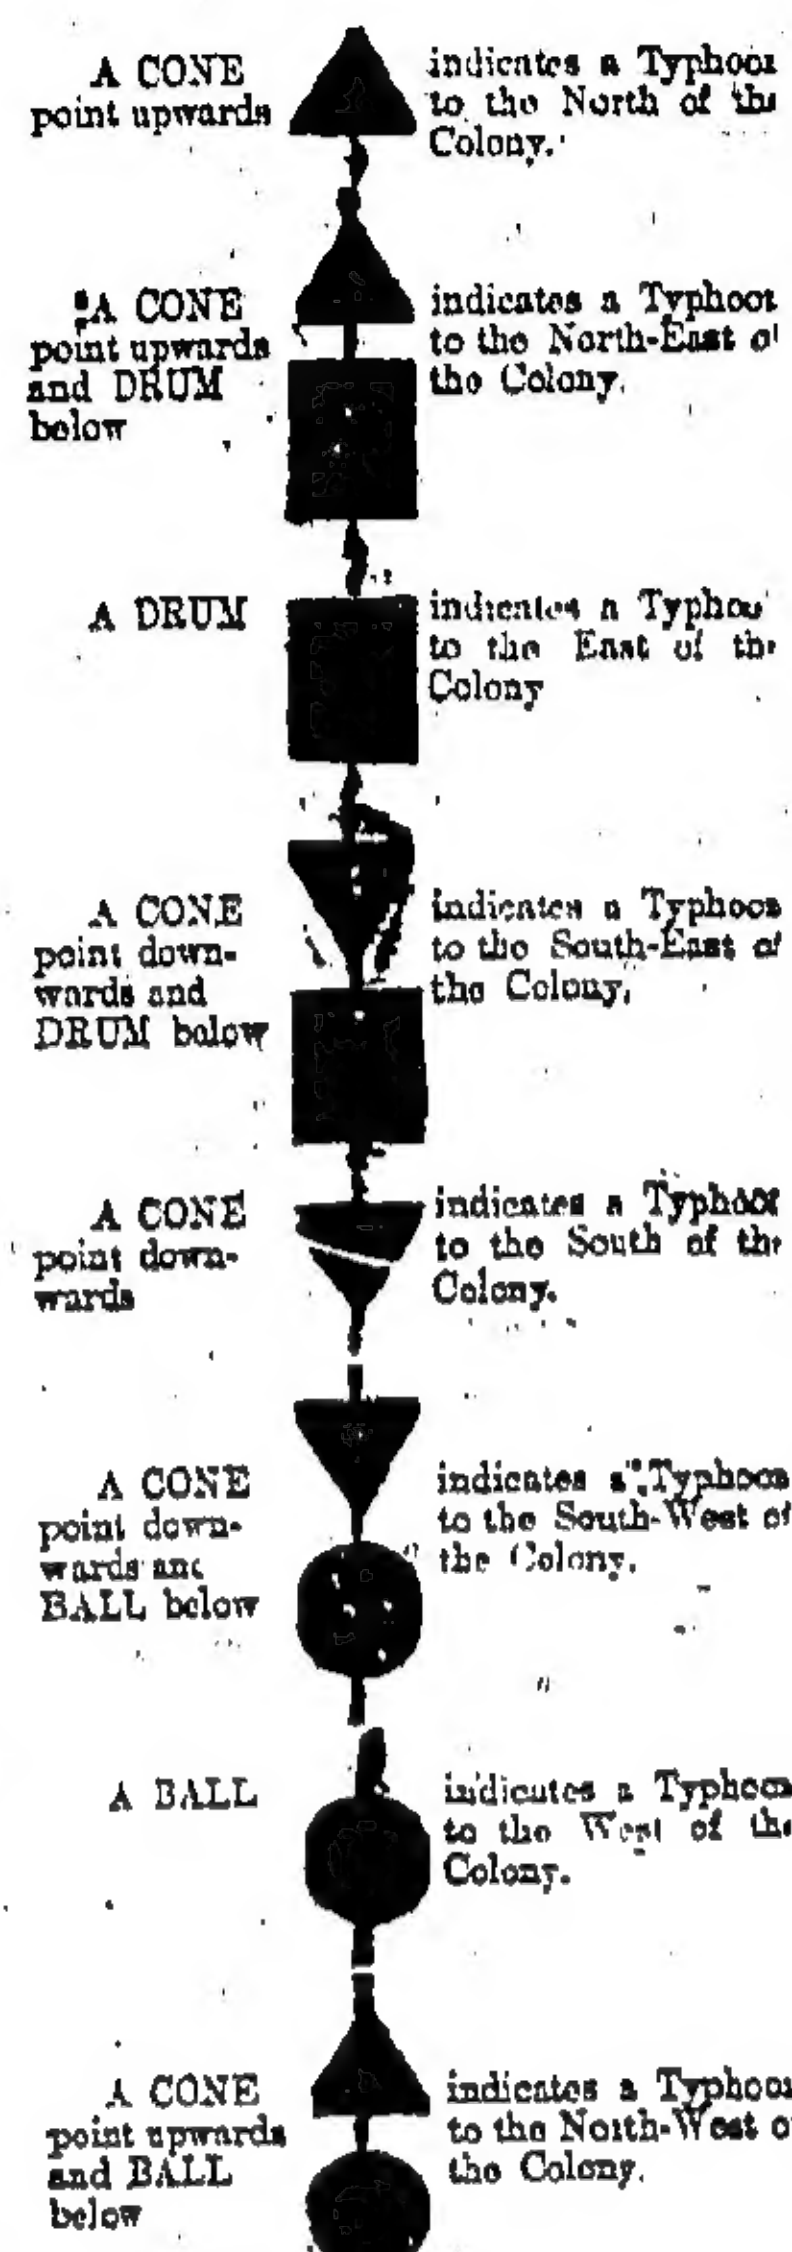 A CONE
point upwards
indicates a Typhoon
to the North of the
Colony.
A CONE
point upwards
and DRUM
below
indicates a Typhoon
to the North-East of
the Colony.
A DRUM
indicates a Typhoon
to the East of the
Colony
A CONE
point down-
wards and
DRUM below
indicates a Typhoon
to the South-East of
the Colony.
A CONE
point down-
wards
indicates a Typhoon
to the South of the
Colony.
A CONE
point down-
wards and
BALL below
indicates a Typhoon
to the South-West of
the Colony.
A BALL
indicates a Typhoon
to the West of the
Colony.
A CONE
point upwards
and BALL
below
indicates a Typhoon
to the North-West of
the Colony.